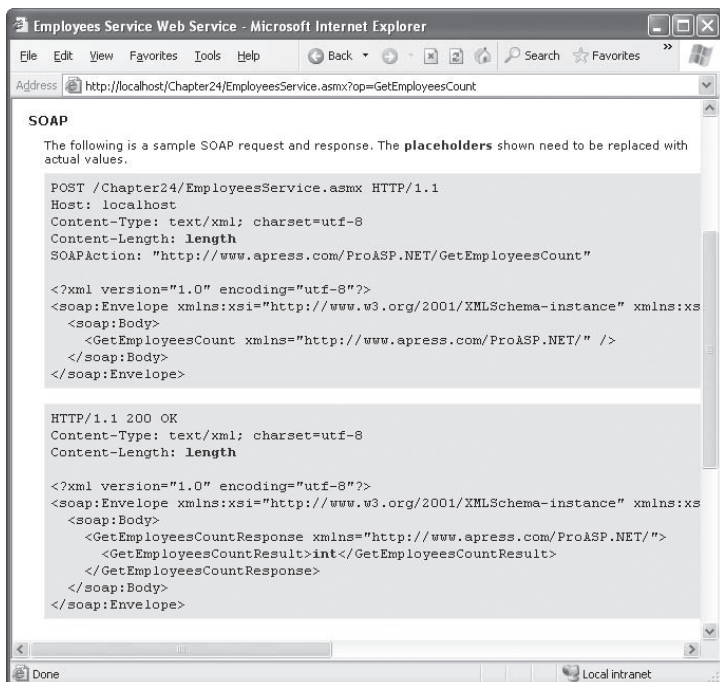 Employees Service Web Service - Microsoft Internet Explorer
File Edit View Favorites Tools Help Back Search Favorites »
Address http://localhost/Chapter24/EmployeesService.asmx?op=GetEmployeesCount
SOAP
The following is a sample SOAP request and response. The placeholders shown need to be replaced with
actual values.
POST /Chapter24/EmployeesService.asmx HTTP/1.1
Host: localhost
Content-Type: text/xml; charset=utf-8
Content-Length: length
SOAPAction: "http://www.apress.com/ProASP.NET/GetEmployeesCount"
<?xml version="1.0" encoding="utf-8"?>
<soap:Envelope xmlns:xsi="http://www.w3.org/2001/XMLSchema-instance" xmlns:xs
<soap:Body>
<GetEmployeesCount xmlns="http://www.apress.com/ProASP.NET/" />
</soap:Body>
</soap:Envelope>
HTTP/1.1 200 OK
Content-Type: text/xml; charset=utf-8
Content-Length: length
<?xml version="1.0" encoding="utf-8"?>
<soap:Envelope xmlns:xsi="http://www.w3.org/2001/XMLSchema-instance" xmlns:xs
<soap:Body>
<GetEmployeesCountResponse xmlns="http://www.apress.com/ProASP.NET/">
<GetEmployeesCountResult>int</GetEmployeesCountResult>
</GetEmployeesCountResponse>
</soap:Body>
</soap:Envelope>
Done Local intranet